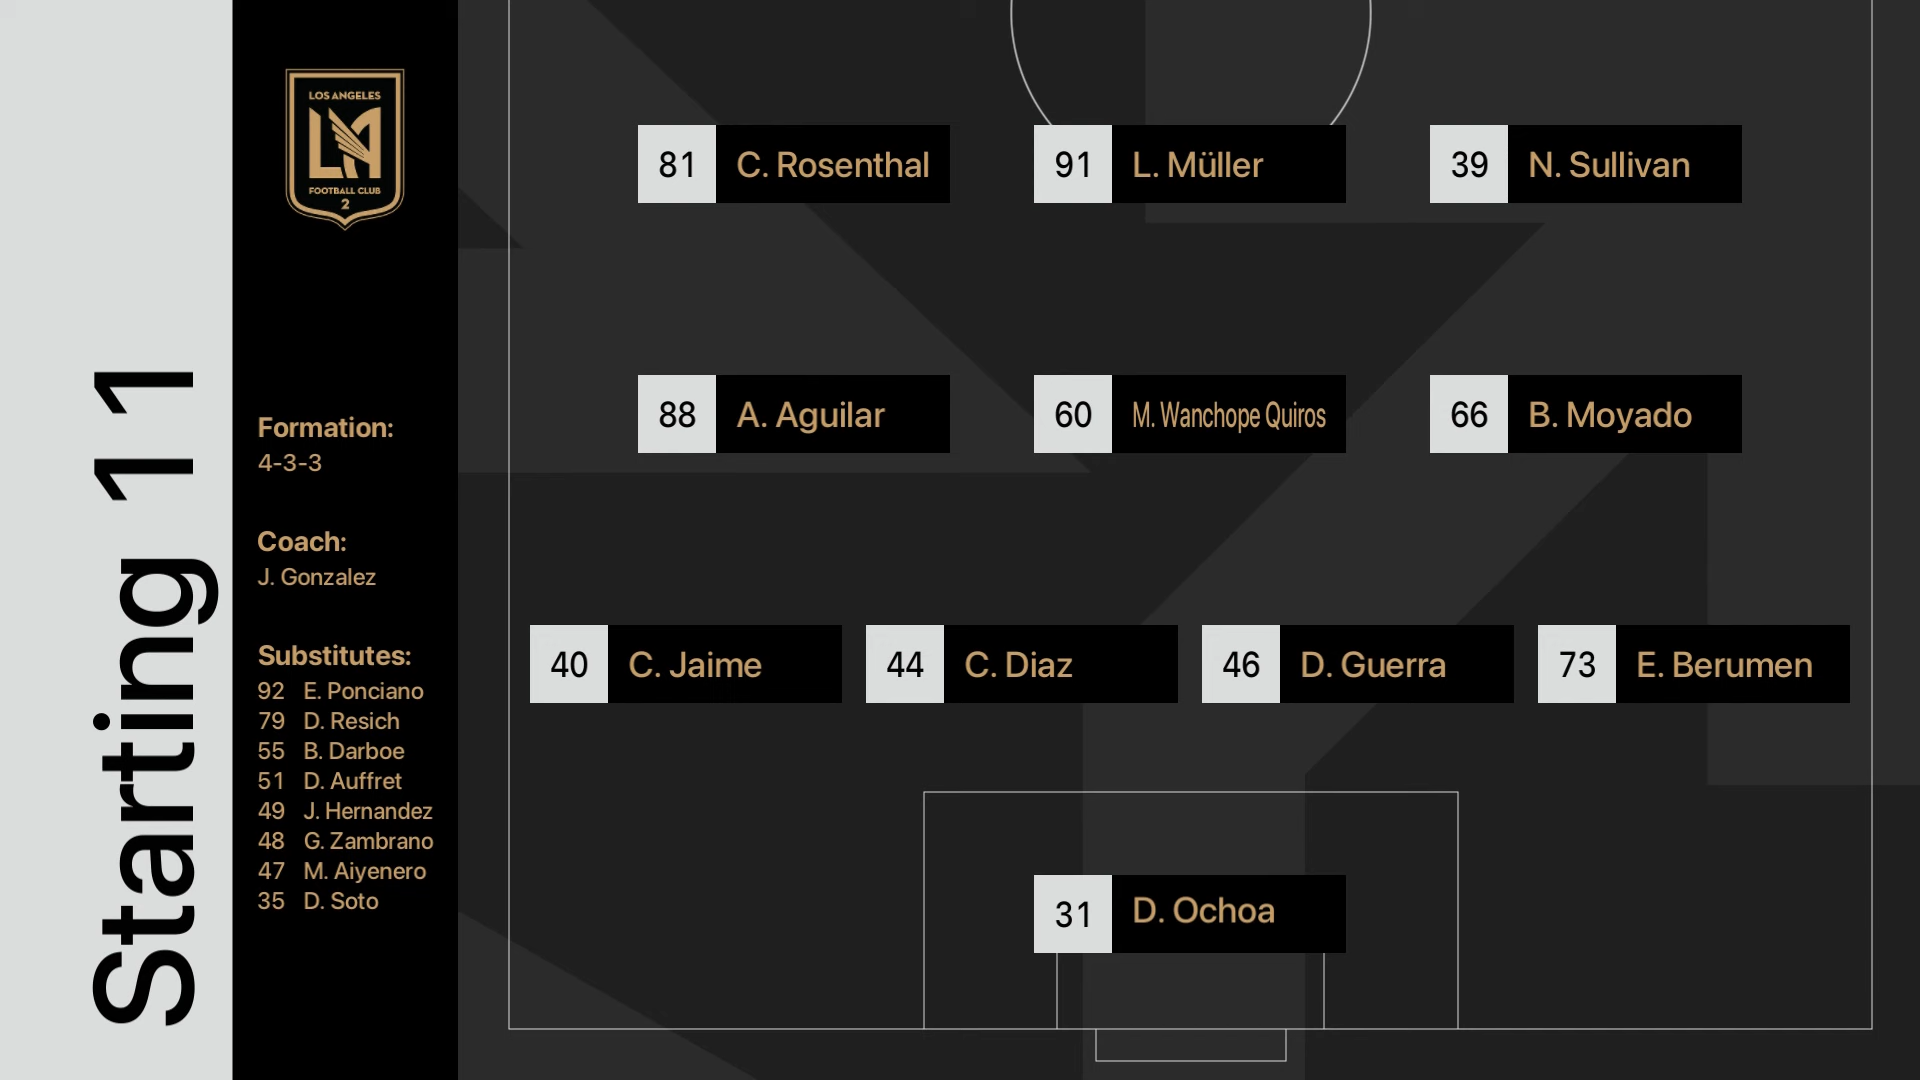 Starting 11
LOS ANGELES
LA
FOOTBALL CLUB
2
Formation:
4-3-3
Coach:
J. Gonzalez
Substitutes:
92 E. Ponciano
79 D. Resich
55 B. Darboe
51 D. Auffret
49 J. Hernandez
48 G. Zambrano
47 M. Aiyenero
35 D. Soto
81 C. Rosenthal
91 L. Müller
39 N. Sullivan
88 A. Aguilar
60 M. Wanchope Quiros
66 B. Moyado
40 C. Jaime
44 C. Diaz
46 D. Guerra
73 E. Berumen
31 D. Ochoa